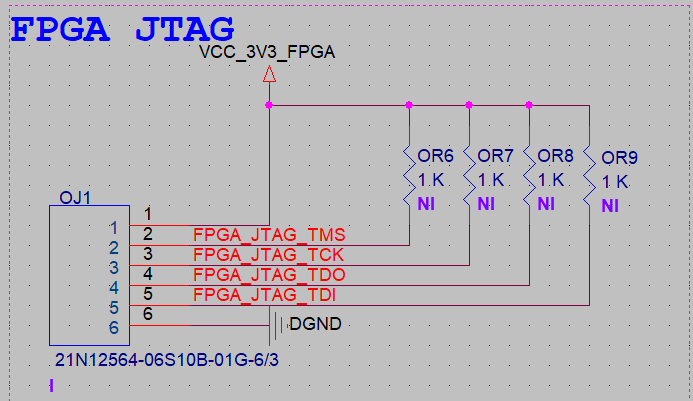 FPGA JTAG
VCC_3V3_FPGA
OR6 OR7 OR8 OR9
1 K 1 K 1 K 1 K
NI NI NI NI
OJ1
1 1
2 2 FPGA_JTAG_TMS
3 3 FPGA_JTAG_TCK
4 4 FPGA_JTAG_TDO
5 5 FPGA_JTAG_TDI
6 6 DGND
21N12564-06S10B-01G-6/3
I